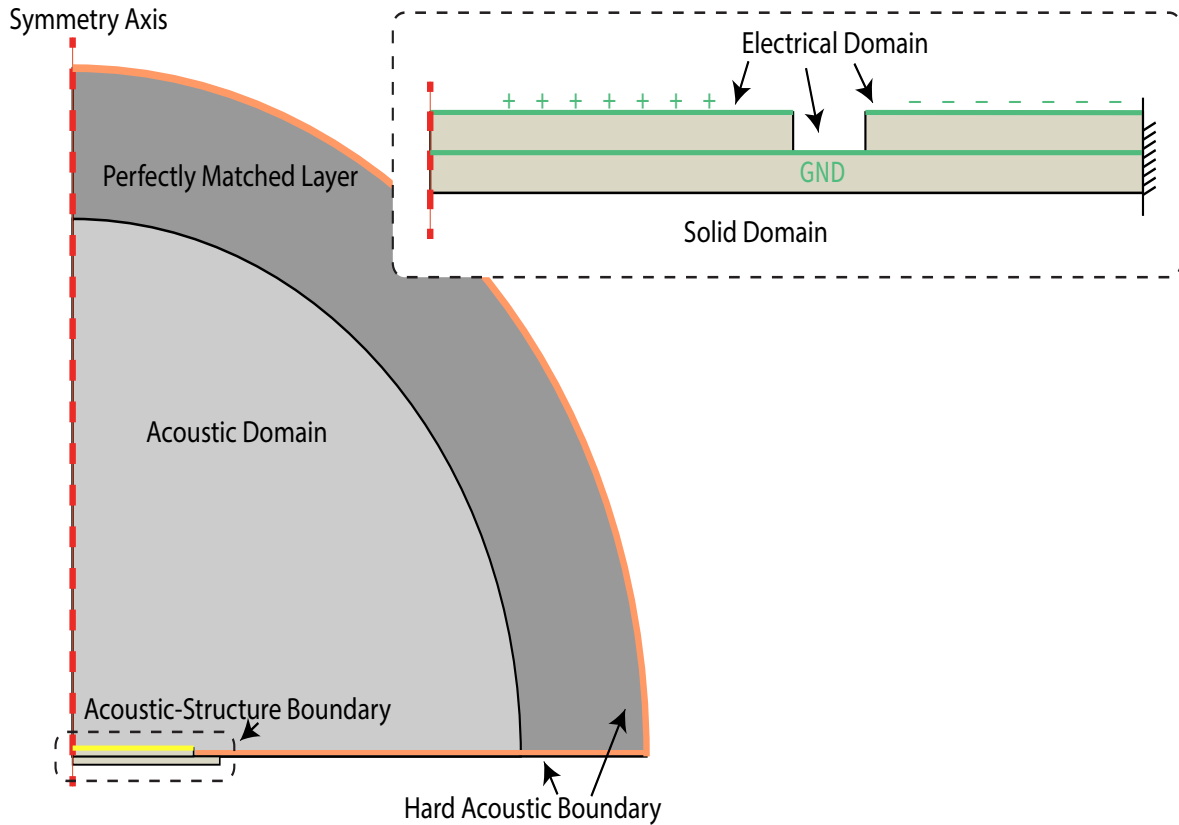 Symmetry Axis
Electrical Domain
+ + + + + + +
− − − − − − −
GND
Solid Domain
Perfectly Matched Layer
Acoustic Domain
Acoustic-Structure Boundary
Hard Acoustic Boundary